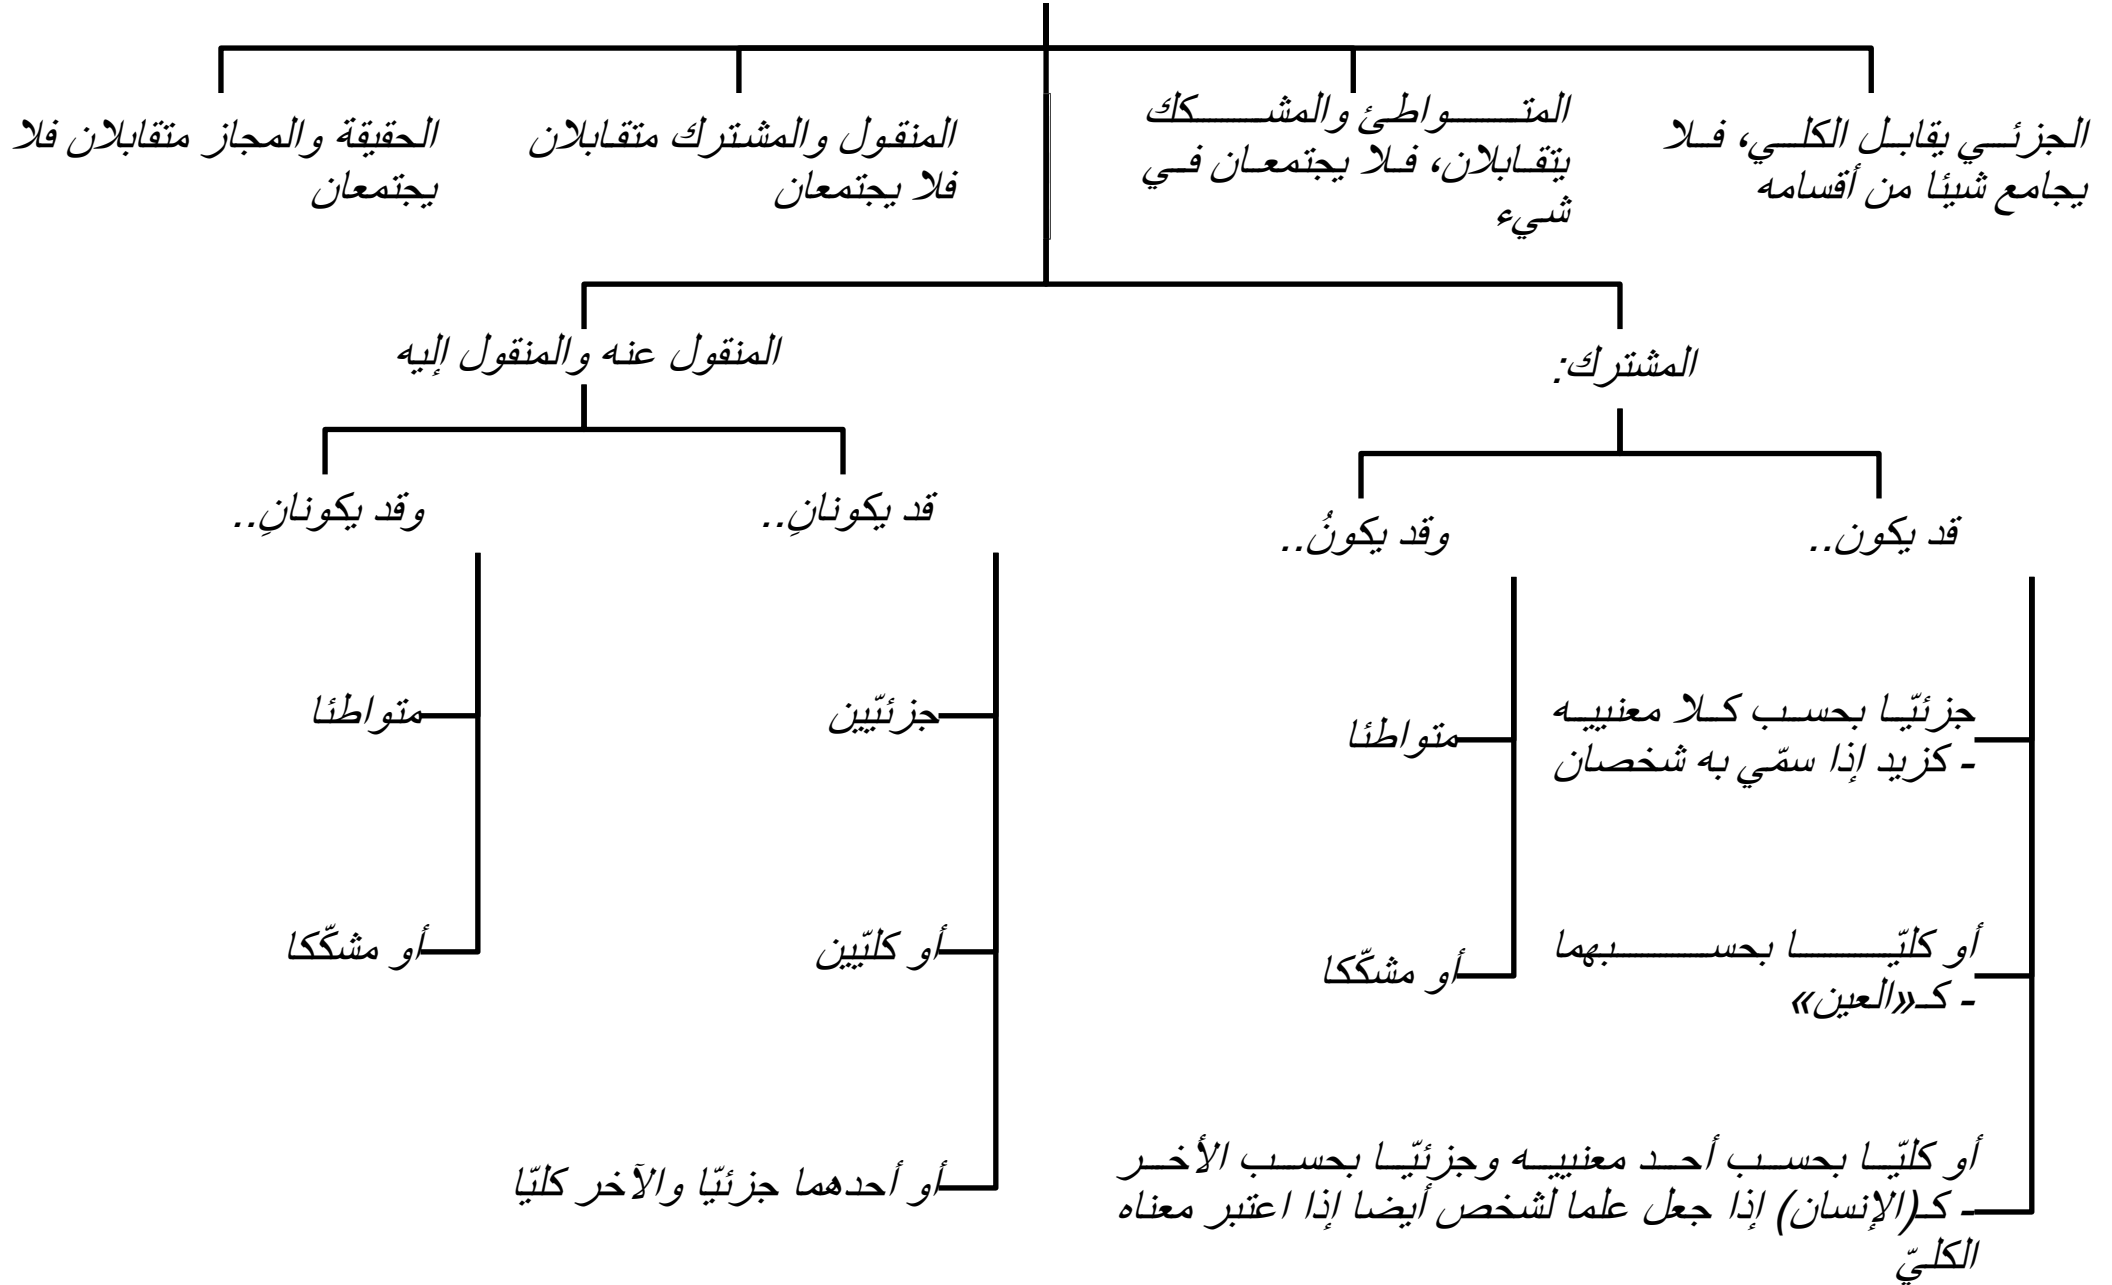 الجزئي يقابل الكلي، فلا
يجامع شيئا من أقسامه
المتواطئ والمشكك
يتقابلان، فلا يجتمعان في
شيء
المنقول والمشترك متقابلان
فلا يجتمعان
الحقيقة والمجاز متقابلان فلا
يجتمعان
المشترك:
المنقول عنه والمنقول إليه
قد يكون..
وقد يكونُ..
قد يكونانِ..
وقد يكونانِ..
جزئيّا بحسب كلا معنييه
- كزيد إذا سمّي به شخصان
أو كليّا بحسبهما
- كـ«العين»
أو كليّا بحسب أحد معنييه وجزئيّا بحسب الأخر
- كـ(الإنسان) إذا جعل علما لشخص أيضا إذا اعتبر معناه
الكليّ
متواطئا
أو مشكّكا
جزئيّين
أو كليّين
أو أحدهما جزئيّا والآخر كليّا
متواطئا
أو مشكّكا